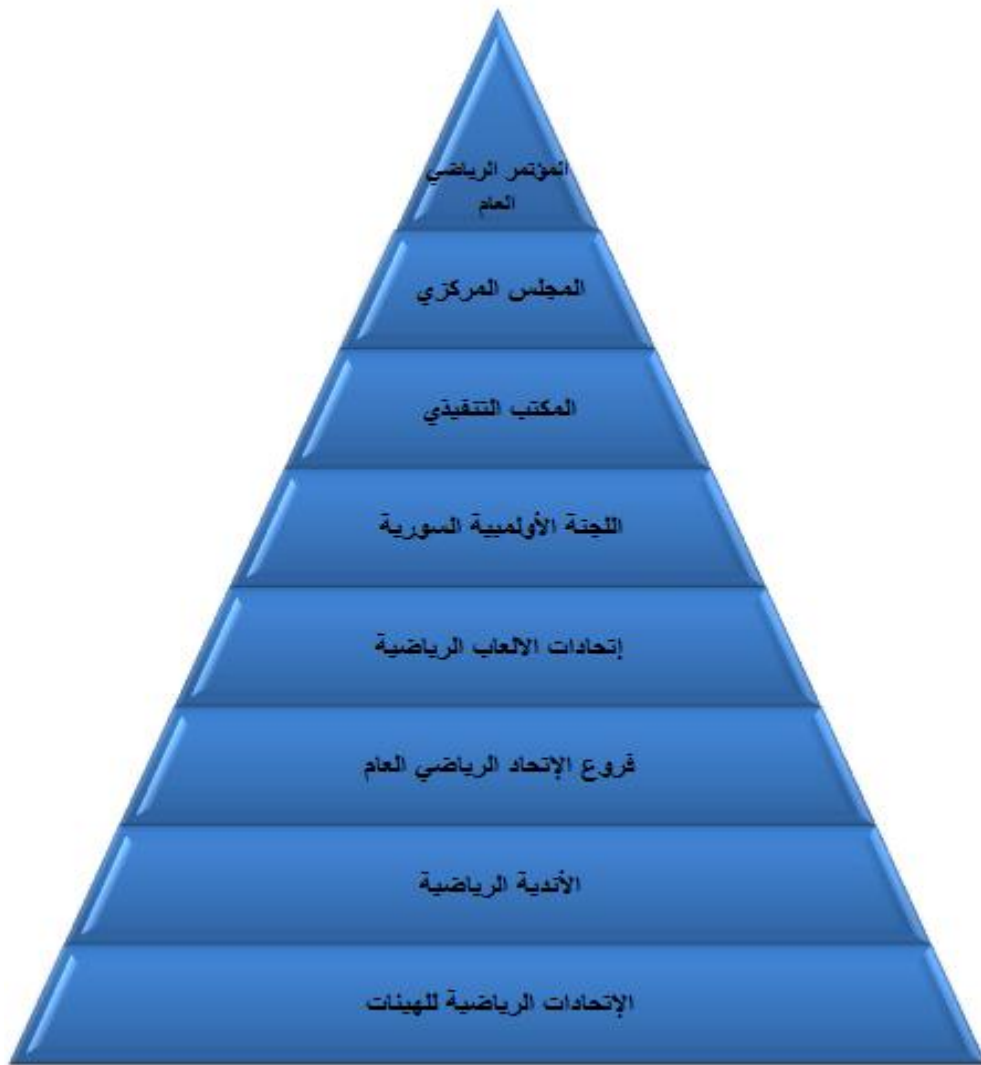 المؤتمر الرياضي
العام
المجلس المركزي
المكتب التنفيذي
اللجنة الأولمبية السورية
إتحادات الالعاب الرياضية
فروع الإتحاد الرياضي العام
الأندية الرياضية
الإتحادات الرياضية للهيئات